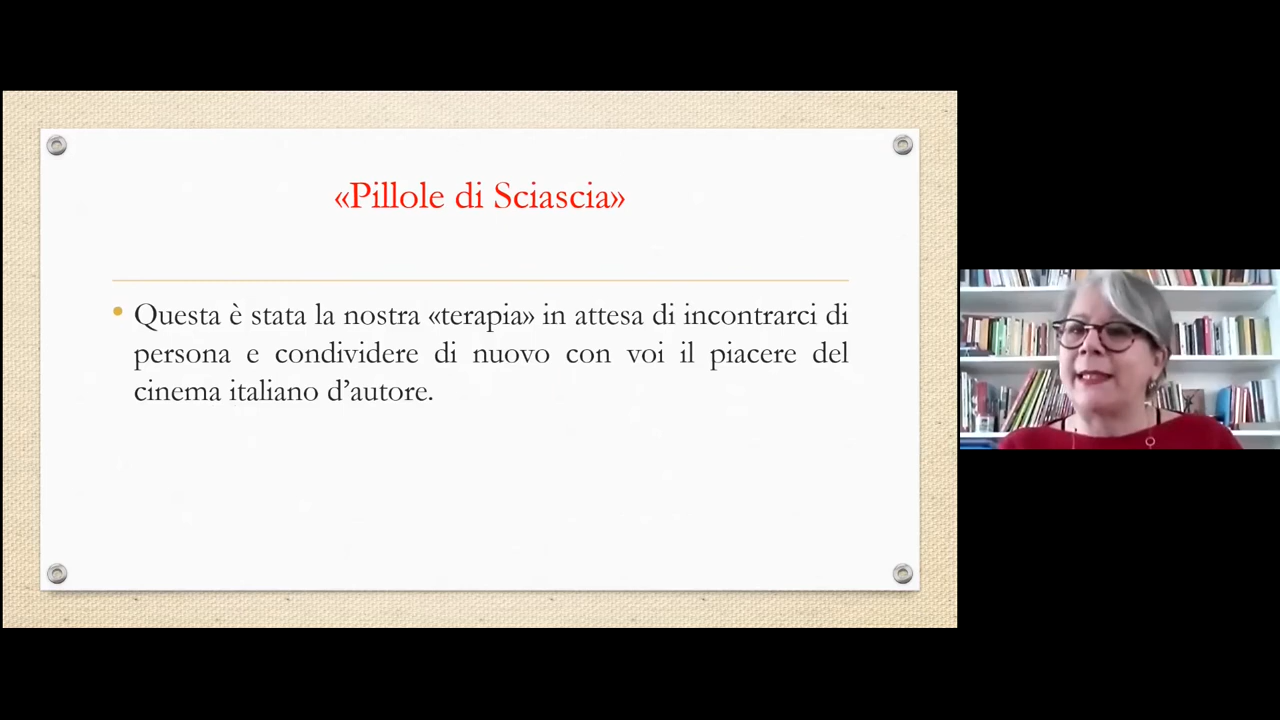 «Pillole di Sciascia»
• Questa è stata la nostra «terapia» in attesa di incontrarci di
persona e condividere di nuovo con voi il piacere del
cinema italiano d’autore.